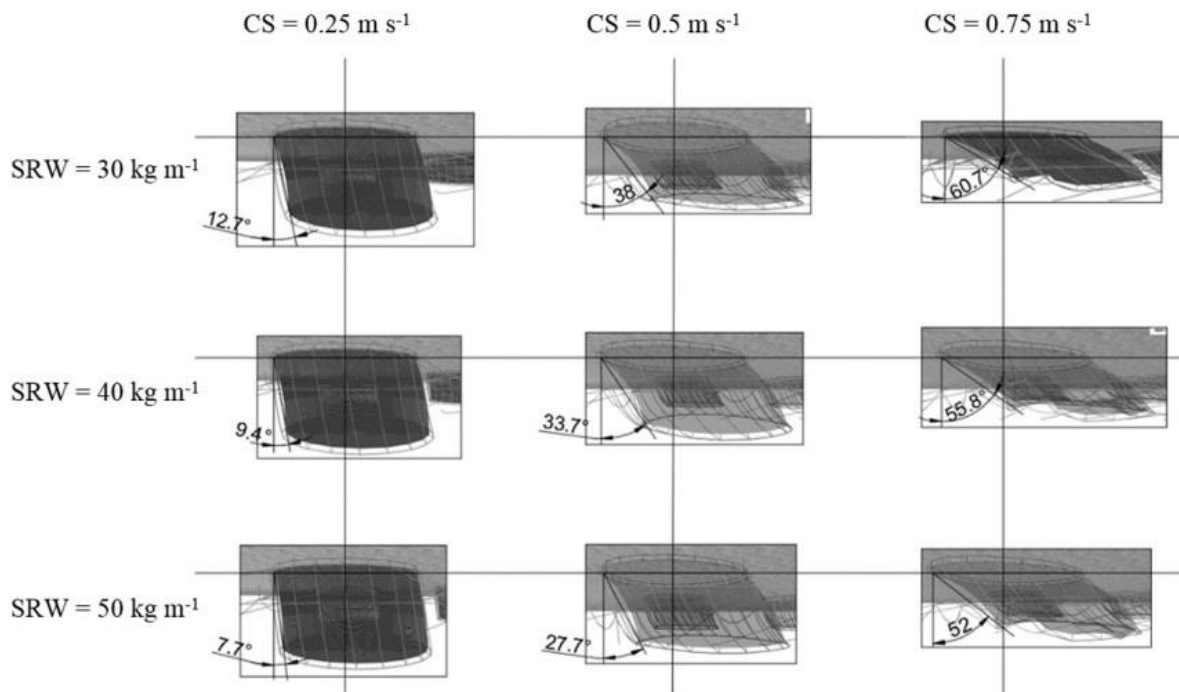 CS = 0.25 m s⁻¹ CS = 0.5 m s⁻¹ CS = 0.75 m s⁻¹
SRW = 30 kg m⁻¹
12.7° 38 60.7°
SRW = 40 kg m⁻¹
9.4° 33.7° 55.8°
SRW = 50 kg m⁻¹
7.7° 27.7° 52